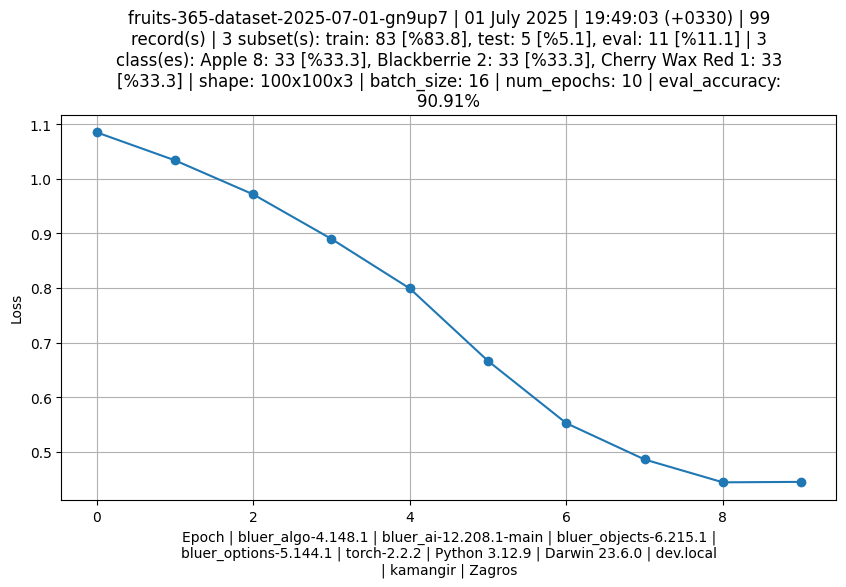 fruits-365-dataset-2025-07-01-gn9up7 | 01 July 2025 | 19:49:03 (+0330) | 99
record(s) | 3 subset(s): train: 83 [%83.8], test: 5 [%5.1], eval: 11 [%11.1] | 3
class(es): Apple 8: 33 [%33.3], Blackberrie 2: 33 [%33.3], Cherry Wax Red 1: 33
[%33.3] | shape: 100x100x3 | batch_size: 16 | num_epochs: 10 | eval_accuracy:
90.91%
1.1
1.0
0.9
0.8
0.7
0.6
0.5
Loss
0 2 4 6 8
Epoch | bluer_algo-4.148.1 | bluer_ai-12.208.1-main | bluer_objects-6.215.1 |
bluer_options-5.144.1 | torch-2.2.2 | Python 3.12.9 | Darwin 23.6.0 | dev.local
| kamangir | Zagros